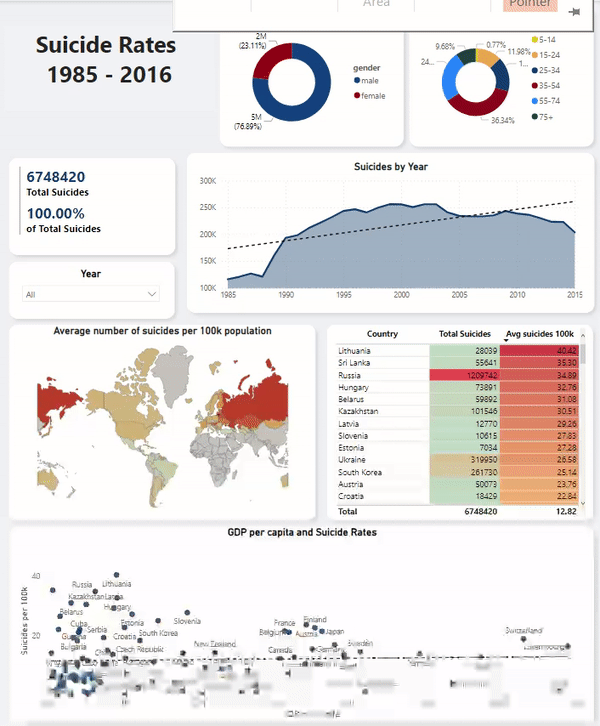 Area
Pointer
Suicide Rates
1985 - 2016
2M
(23.11%)
5M
(76.89%)
gender
male
female
9.68%
0.77%
11.98%
24...
1...
36.34%
5-14
15-24
25-34
35-54
55-74
75+
6748420
Total Suicides
100.00%
of Total Suicides
Year
All
Suicides by Year
300K
250K
200K
150K
100K
1985
1990
1995
2000
2005
2010
2015
Average number of suicides per 100k population
Country Total Suicides Avg suicides 100k
Lithuania 28039 40.42
Sri Lanka 55641 35.30
Russia 1209742 34.89
Hungary 73891 32.76
Belarus 59892 31.08
Kazakhstan 101546 30.51
Latvia 12770 29.26
Slovenia 10615 27.83
Estonia 7034 27.28
Ukraine 319950 26.58
South Korea 261730 25.14
Austria 50073 23.76
Croatia 18429 22.84
Total 6748420 12.82
GDP per capita and Suicide Rates
Suicides per 100k
40
20
Russia
Lithuania
Kazakhstan
Hungary
Belarus
Estonia
Slovenia
Cuba
Serbia
Croatia
South Korea
Bulgaria
Czech Republic
New Zealand
France
Finland
Belgium
Austria
Japan
Canada
Germany
Sweden
Switzerland
Luxembourg